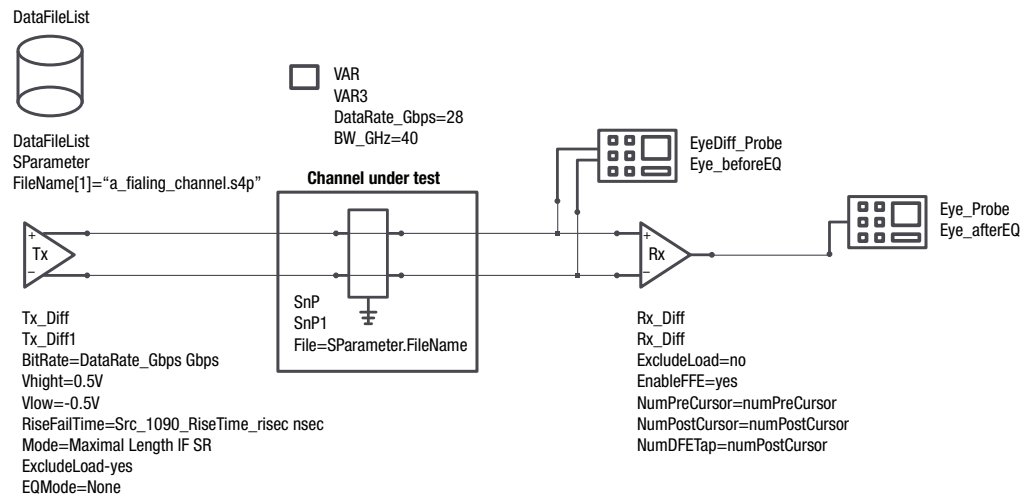 DataFileList
DataFileList
SParameter
FileName[1]=“a_fialing_channel.s4p”
VAR
VAR3
DataRate_Gbps=28
BW_GHz=40
Channel under test
EyeDiff_Probe
Eye_beforeEQ
Eye_Probe
Eye_afterEQ
+
Tx
–
SnP
SnP1
File=SParameter.FileName
+
Rx
–
Tx_Diff
Tx_Diff1
BitRate=DataRate_Gbps Gbps
Vhight=0.5V
Vlow=-0.5V
RiseFailTime=Src_1090_RiseTime_risec nsec
Mode=Maximal Length lF SR
ExcludeLoad-yes
EQMode=None
Rx_Diff
Rx_Diff
ExcludeLoad=no
EnableFFE=yes
NumPreCursor=numPreCursor
NumPostCursor=numPostCursor
NumDFETap=numPostCursor